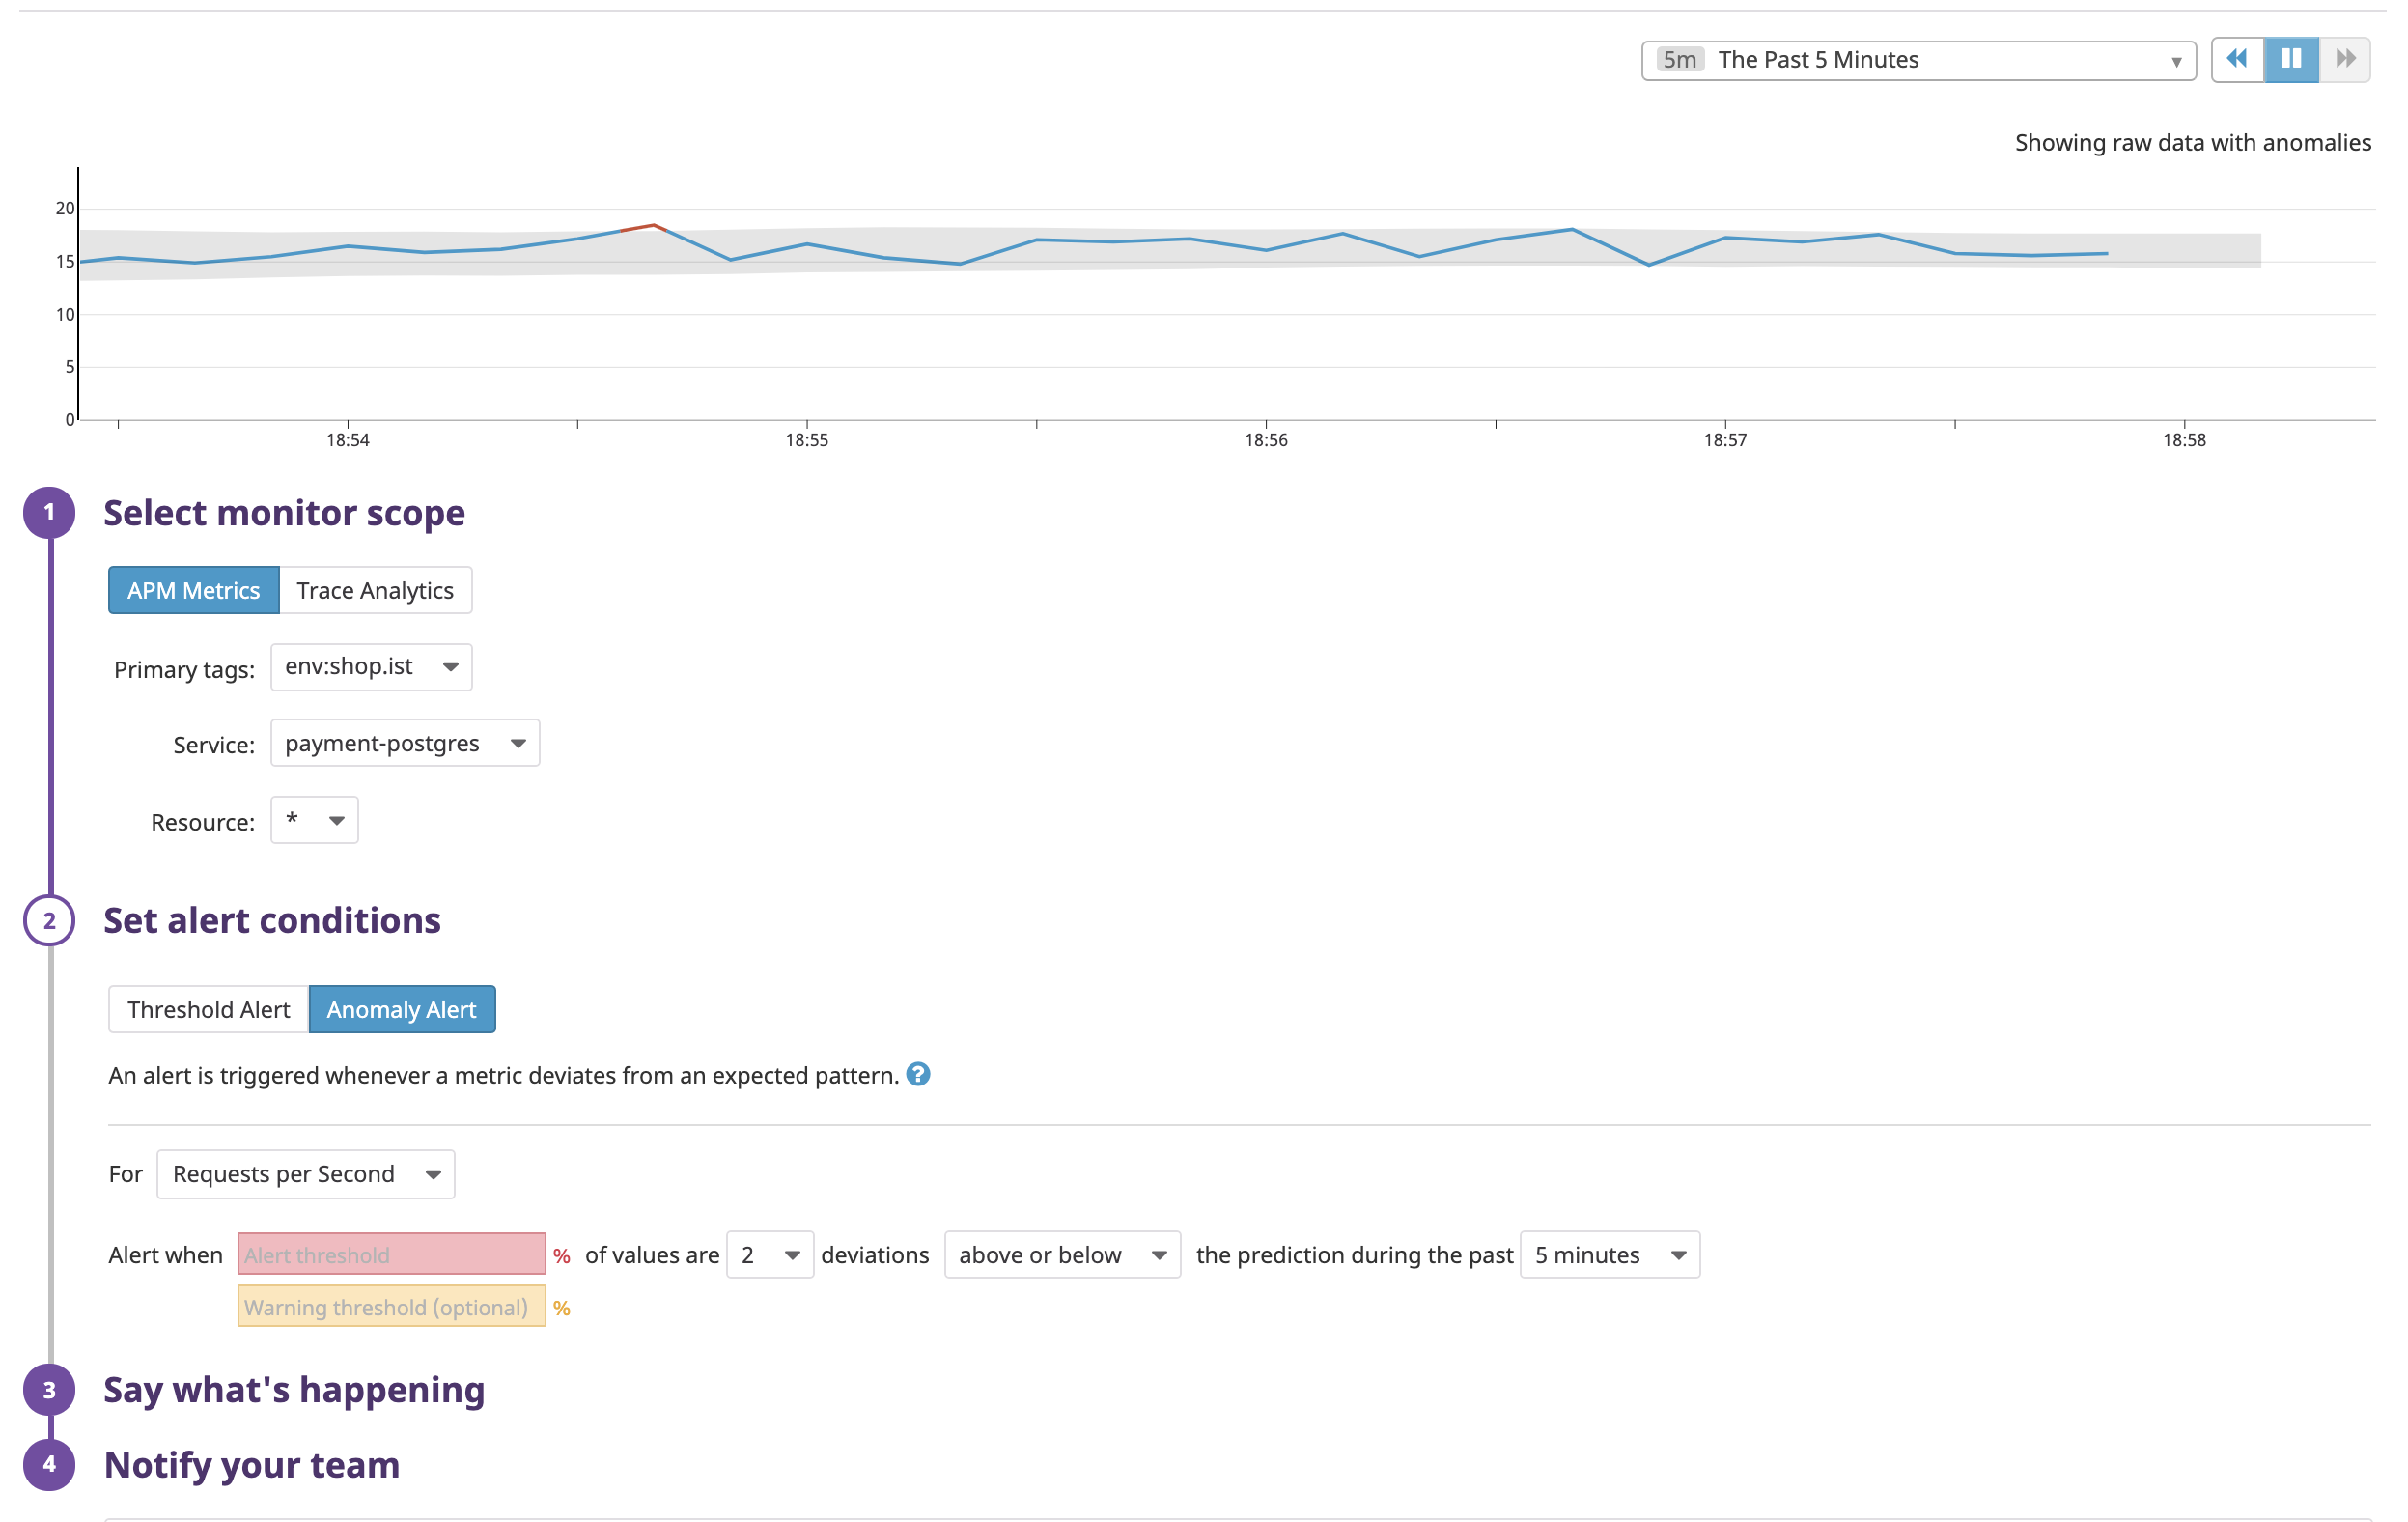 5m The Past 5 Minutes
Showing raw data with anomalies
20
15
10
5
0
18:54 18:55 18:56 18:57 18:58
1 Select monitor scope
APM Metrics Trace Analytics
Primary tags: env:shop.ist
Service: payment-postgres
Resource: *
2 Set alert conditions
Threshold Alert Anomaly Alert
An alert is triggered whenever a metric deviates from an expected pattern. ?
For Requests per Second
Alert when Alert threshold % of values are 2 deviations above or below the prediction during the past 5 minutes
Warning threshold (optional) %
3 Say what's happening
4 Notify your team